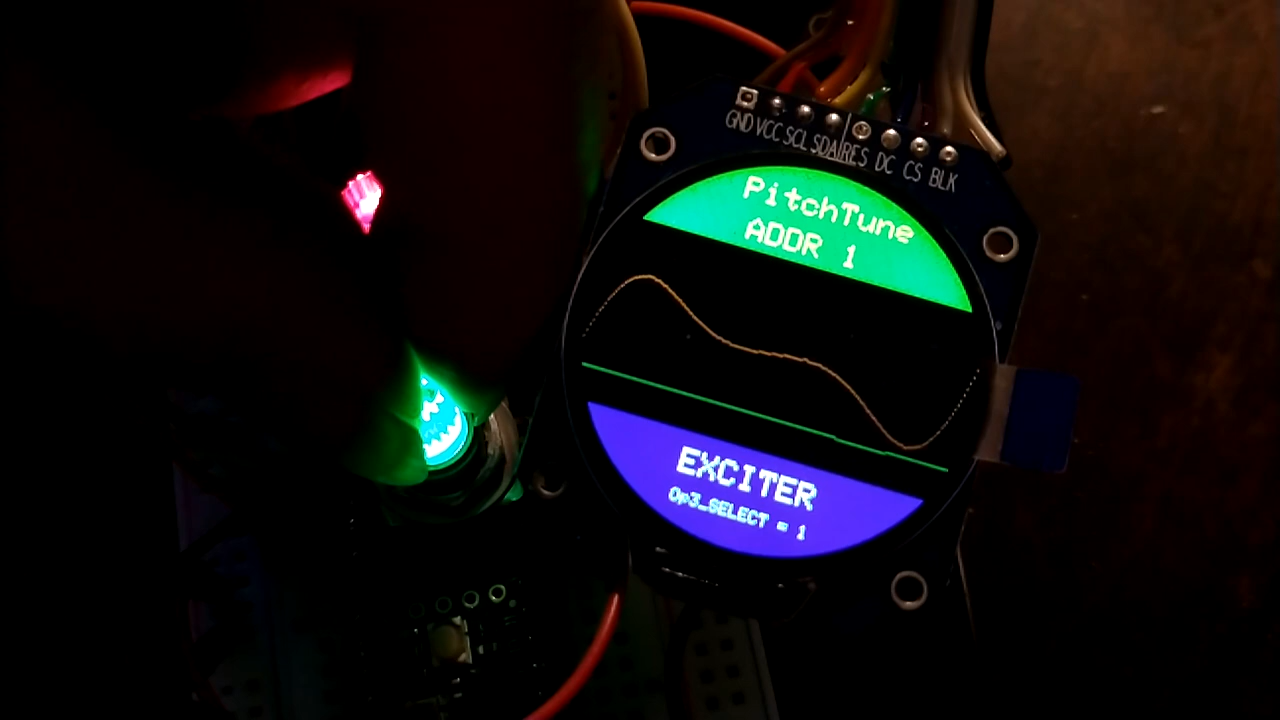 GND VCC SCL SDA RES DC CS BLK
PitchTune
ADDR 1
EXCITER
Op3_SELECT = 1